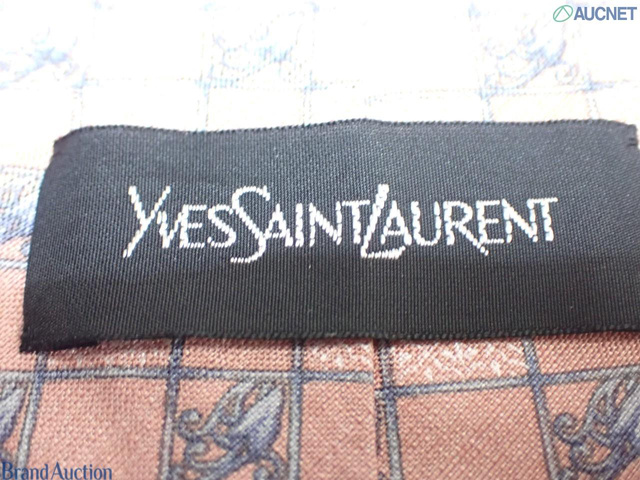 AUCNET
YVESSAINTLAURENT
Brand Auction